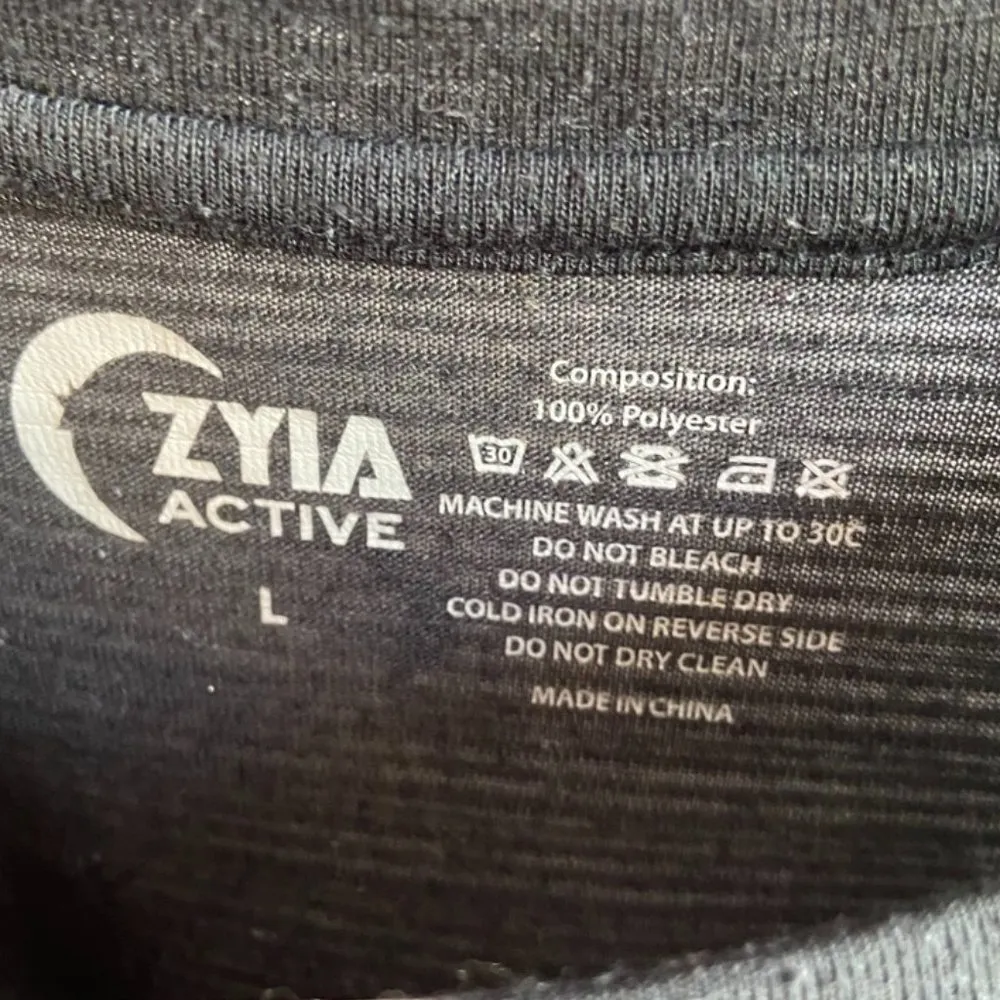 ZYIA
ACTIVE
L
Composition:
100% Polyester
30
MACHINE WASH AT UP TO 30C
DO NOT BLEACH
DO NOT TUMBLE DRY
COLD IRON ON REVERSE SIDE
DO NOT DRY CLEAN
MADE IN CHINA